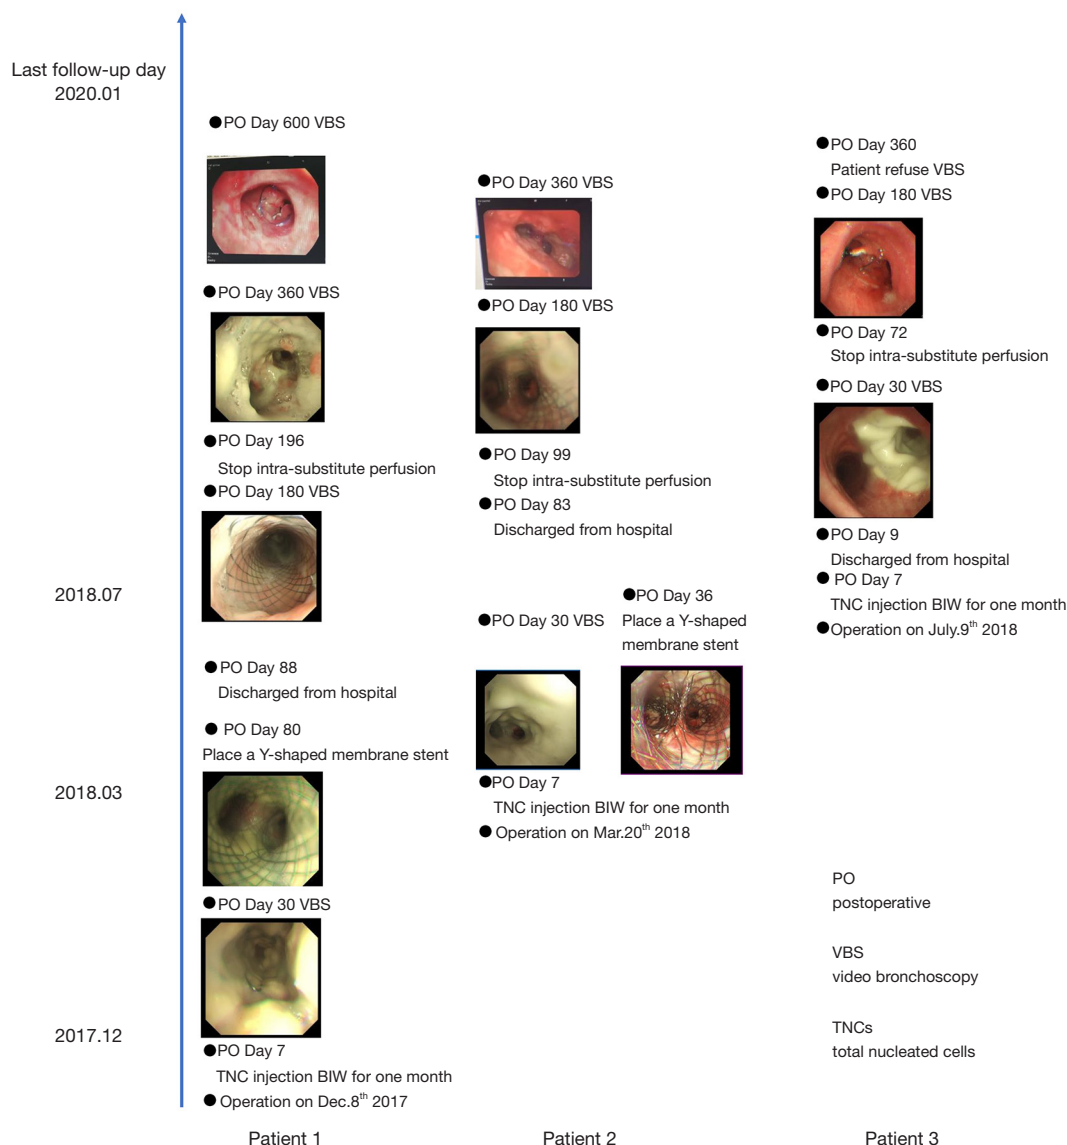 Last follow-up day
2020.01
2018.07
2018.03
2017.12
●PO Day 600 VBS
●PO Day 360 VBS
●PO Day 196
Stop intra-substitute perfusion
●PO Day 180 VBS
● PO Day 88
Discharged from hospital
● PO Day 80
Place a Y-shaped membrane stent
●PO Day 30 VBS
●PO Day 7
TNC injection BIW for one month
● Operation on Dec.8th 2017
Patient 1
●PO Day 360 VBS
●PO Day 180 VBS
●PO Day 99
Stop intra-substitute perfusion
●PO Day 83
Discharged from hospital
●PO Day 30 VBS
●PO Day 36
Place a Y-shaped
membrane stent
●PO Day 7
TNC injection BIW for one month
● Operation on Mar.20th 2018
Patient 2
●PO Day 360
Patient refuse VBS
●PO Day 180 VBS
●PO Day 72
Stop intra-substitute perfusion
●PO Day 30 VBS
●PO Day 9
Discharged from hospital
● PO Day 7
TNC injection BIW for one month
●Operation on July.9th 2018
PO
postoperative
VBS
video bronchoscopy
TNCs
total nucleated cells
Patient 3